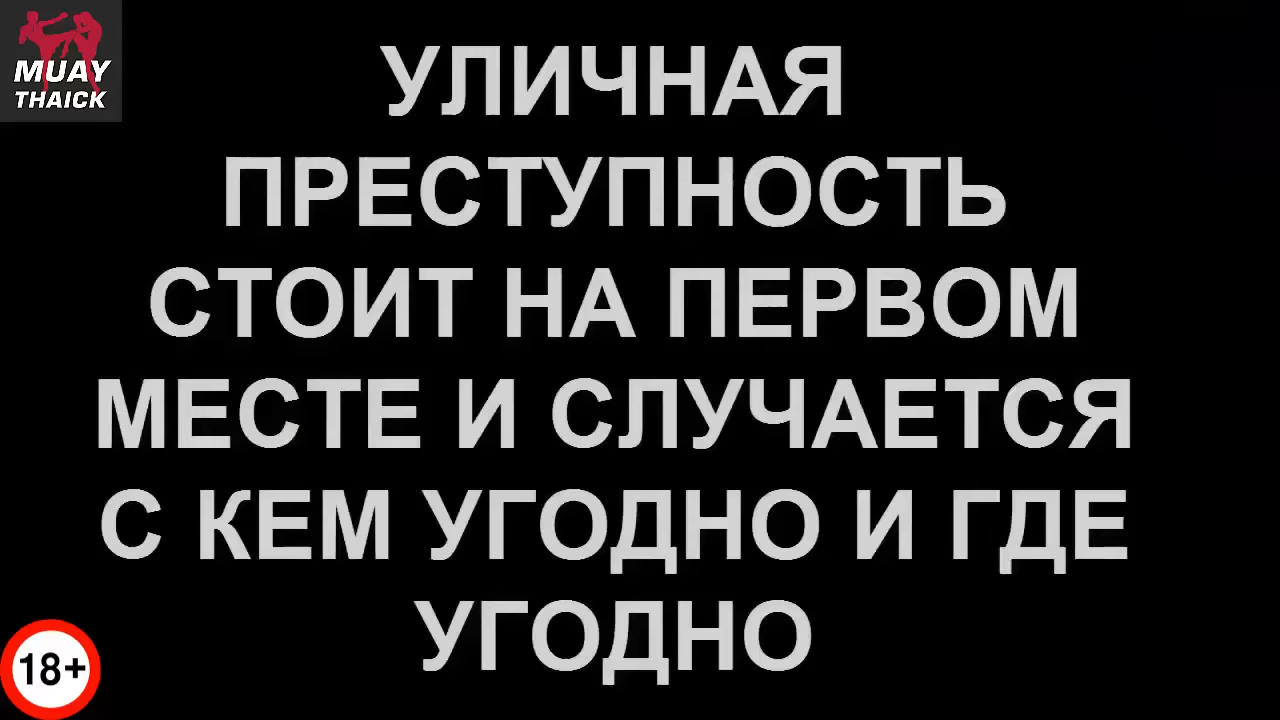 MUAY
THAICK
УЛИЧНАЯ
ПРЕСТУПНОСТЬ
СТОИТ НА ПЕРВОМ
МЕСТЕ И СЛУЧАЕТСЯ
С КЕМ УГОДНО И ГДЕ
УГОДНО
18+